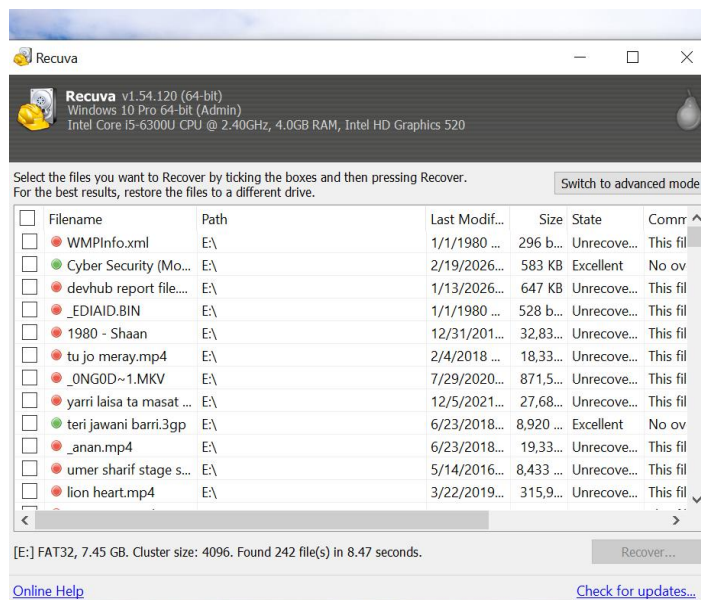 Recuva
Recuva v1.54.120 (64-bit)
Windows 10 Pro 64-bit (Admin)
Intel Core i5-6300U CPU @ 2.40GHz, 4.0GB RAM, Intel HD Graphics 520
Select the files you want to Recover by ticking the boxes and then pressing Recover.
For the best results, restore the files to a different drive.
Switch to advanced mode
Filename Path Last Modif... Size State Comm
WMPInfo.xml E:\ 1/1/1980 ... 296 b... Unrecove... This fil
Cyber Security (Mo... E:\ 2/19/2026... 583 KB Excellent No ov
devhub report file.... E:\ 1/13/2026... 647 KB Unrecove... This fil
_EDIAID.BIN E:\ 1/1/1980 ... 528 b... Unrecove... This fil
1980 - Shaan E:\ 12/31/201... 32,83... Unrecove... This fil
tu jo meray.mp4 E:\ 2/4/2018 ... 18,33... Unrecove... This fil
_0NG0D~1.MKV E:\ 7/29/2020... 871,5... Unrecove... This fil
yarri laisa ta masat ... E:\ 12/5/2021... 27,68... Unrecove... This fil
teri jawani barri.3gp E:\ 6/23/2018... 8,920 ... Excellent No ov
_anan.mp4 E:\ 6/23/2018... 19,33... Unrecove... This fil
umer sharif stage s... E:\ 5/14/2016... 8,433 ... Unrecove... This fil
lion heart.mp4 E:\ 3/22/2019... 315,9... Unrecove... This fil
[E:] FAT32, 7.45 GB. Cluster size: 4096. Found 242 file(s) in 8.47 seconds.
Recover...
Online Help
Check for updates...